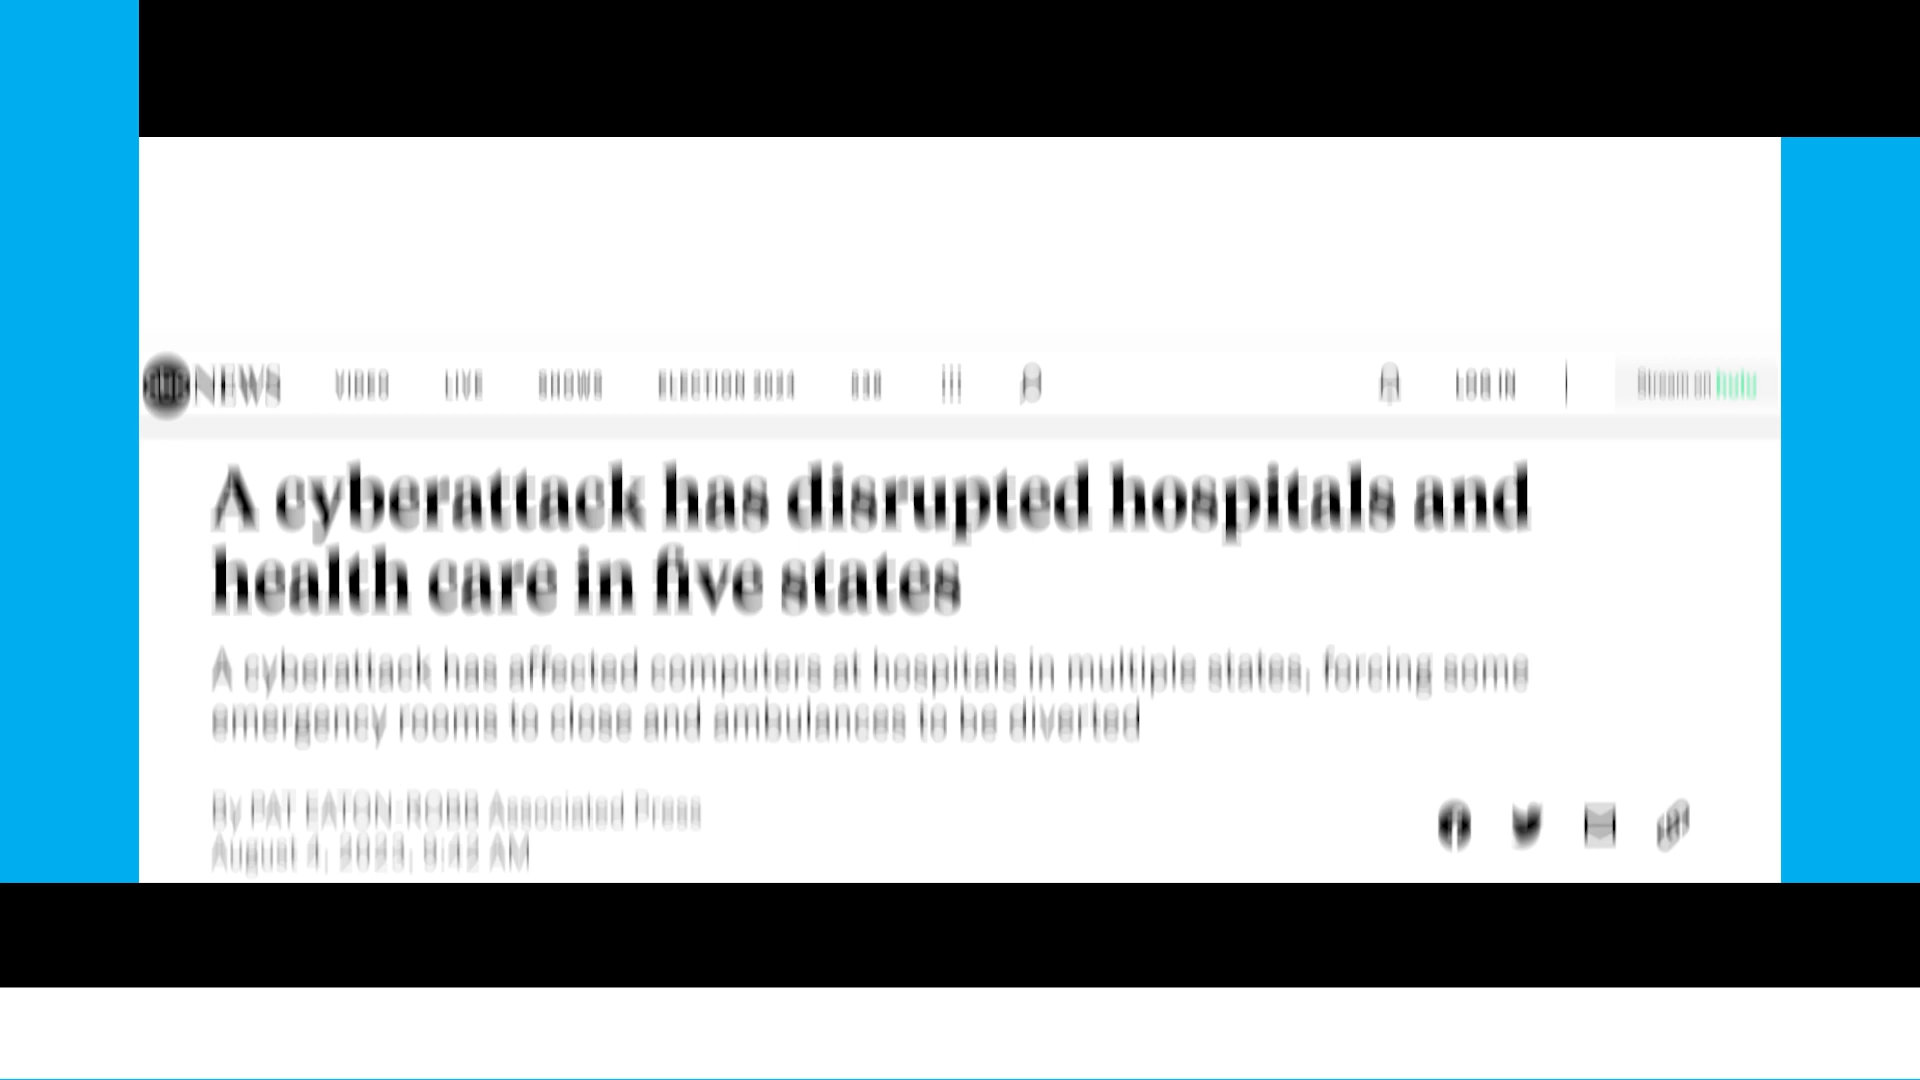 NEWS VIDEO LIVE SHOWS ELECTION 2024 538 LOG IN Stream on hulu
A cyberattack has disrupted hospitals and
health care in five states
A cyberattack has affected computers at hospitals in multiple states, forcing some
emergency rooms to close and ambulances to be diverted
By PAT EATON-ROBB Associated Press
August 4, 2023, AM